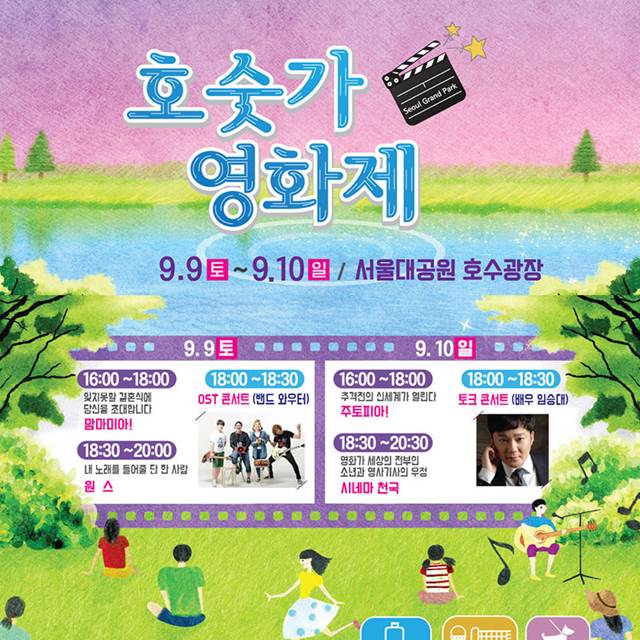 호숫가
영화제
Seoul Grand Park
9.9 토 ~ 9.10 일 / 서울대공원 호수광장
9.9 토
16:00 ~18:00
잊지못할 결혼식에
당신을 초대합니다
맘마미아!
18:00 ~18:30
OST 콘서트 (밴드 와우터)
18:30 ~20:00
내 노래를 들어줄 단 한 사람
원 스
9.10 일
16:00 ~18:00
추격전의 신세계가 열린다
주토피아!
18:00 ~18:30
토크 콘서트 (배우 임승대)
18:30 ~20:30
영화가 세상의 전부인
소년과 영사기사의 우정
시네마 천국